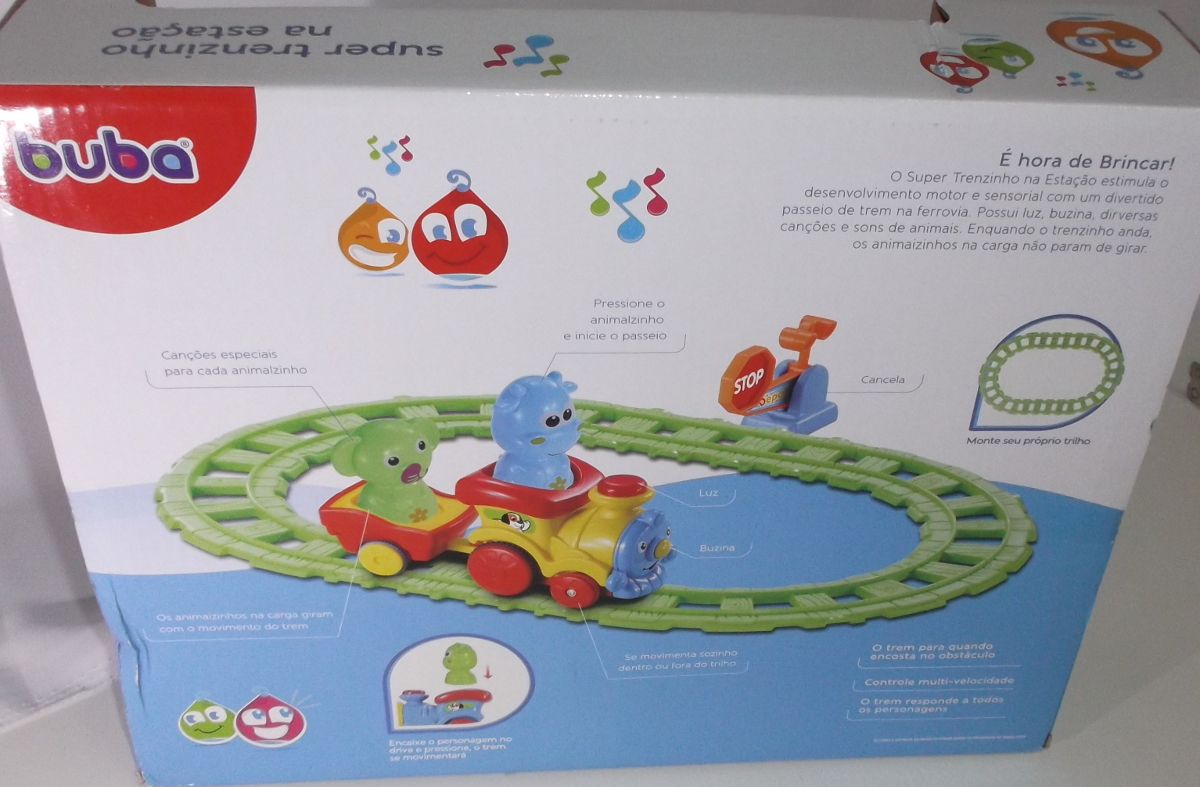 super trenzinho
na estação
buba®
É hora de Brincar!
O Super Trenzinho na Estação estimula o
desenvolvimento motor e sensorial com um divertido
passeio de trem na ferrovia. Possui luz, buzina, dirversas
canções e sons de animais. Enquando o trenzinho anda,
os animaizinhos na carga não param de girar.
Pressione o
animalzinho
e inicie o passeio
Canções especiais
para cada animalzinho
STOP
Cancela
Monte seu próprio trilho
Luz
Buzina
Os animaizinhos na carga giram
com o movimento do trem
Se movimenta sozinho
dentro ou fora do trilho
O trem para quando
encosta no obstáculo
Controle multi-velocidade
O trem responde a todos
os personagens
Encaixe o personagem no
drive e pressione, o trem
se movimentará